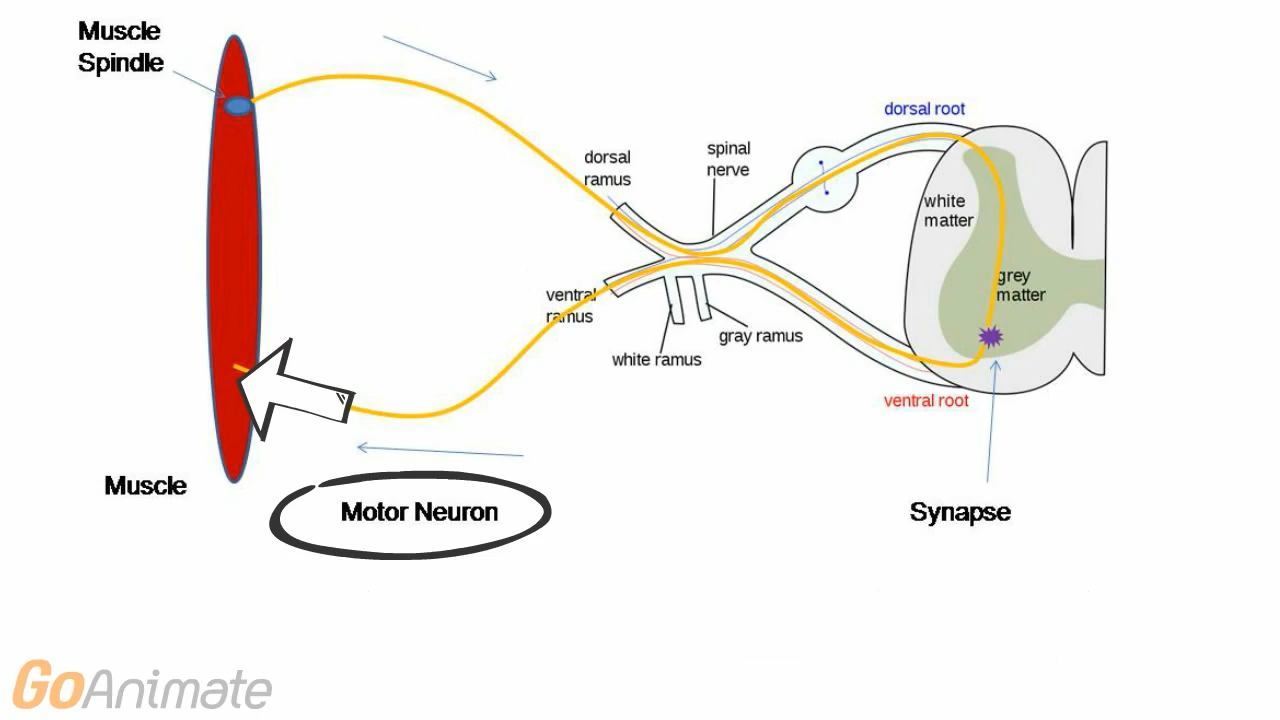 Muscle
Spindle
dorsal root
spinal
nerve
dorsal
ramus
white
matter
grey
matter
ventral
ramus
gray ramus
white ramus
ventral root
Muscle
Motor Neuron
Synapse
GoAnimate